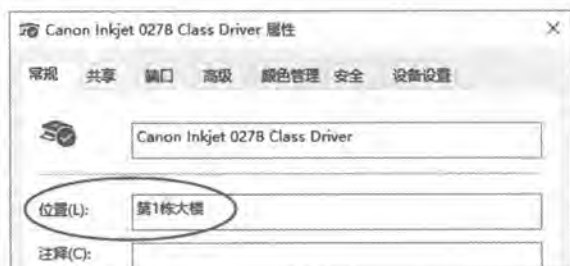 Canon Inkjet 0278 Class Driver 属性
常规 共享 端口 高级 颜色管理 安全 设备设置
Canon Inkjet 0278 Class Driver
位置(L): 第1栋大楼
注释(C):